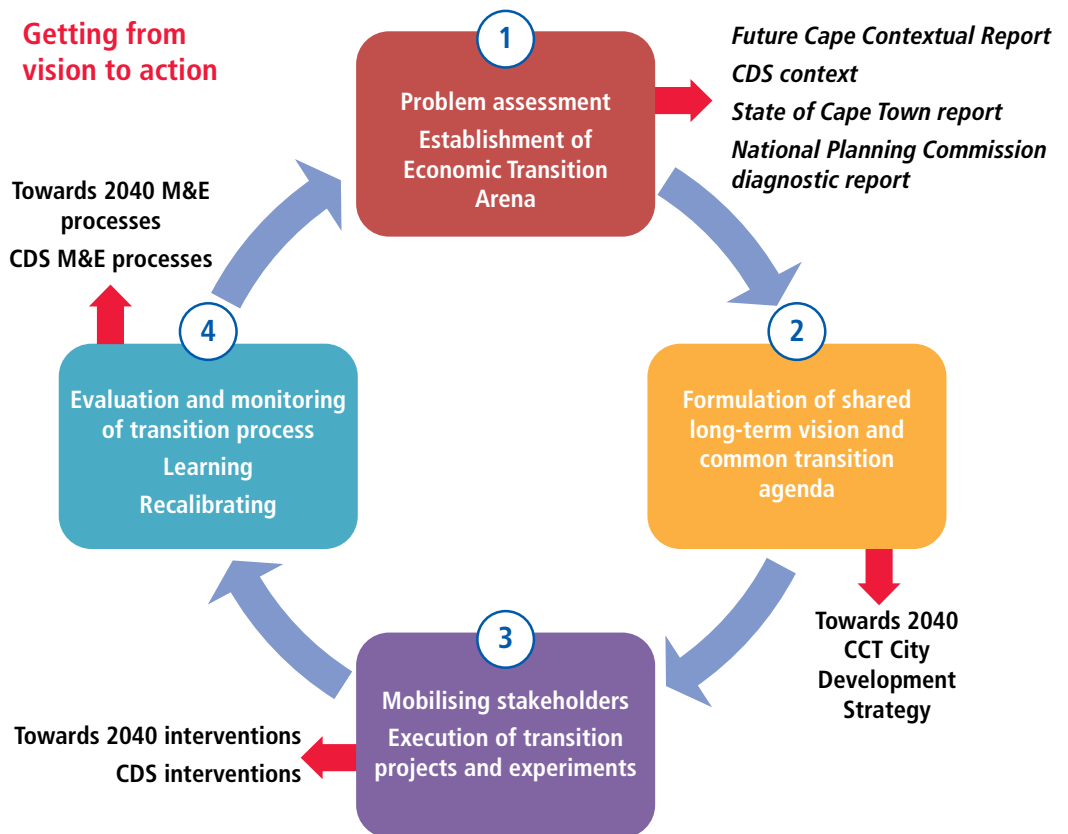 Getting from
vision to action
1
Problem assessment
Establishment of
Economic Transition
Arena
Future Cape Contextual Report
CDS context
State of Cape Town report
National Planning Commission
diagnostic report
2
Formulation of shared
long-term vision and
common transition
agenda
Towards 2040
CCT City
Development
Strategy
3
Mobilising stakeholders
Execution of transition
projects and experiments
Towards 2040 interventions
CDS interventions
4
Evaluation and monitoring
of transition process
Learning
Recalibrating
Towards 2040 M&E
processes
CDS M&E processes